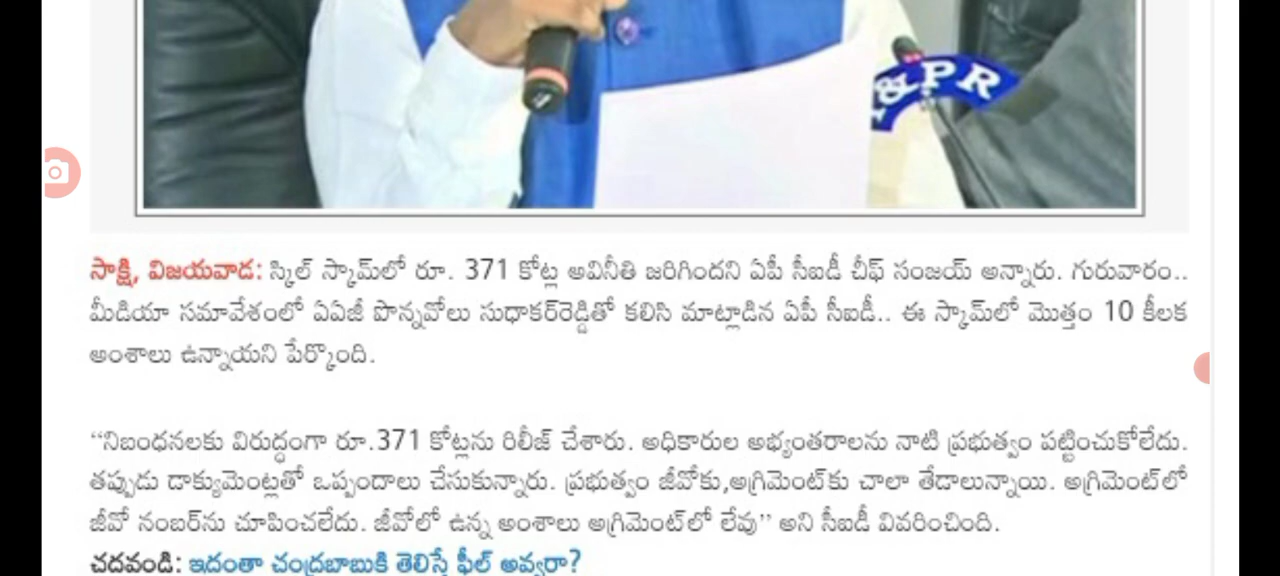 &PR
సాక్షి, విజయవాడ: స్కిల్ స్కామ్‌లో రూ. 371 కోట్ల అవినీతి జరిగిందని ఏపీ సీఐడీ చీఫ్ సంజయ్ అన్నారు. గురువారం..
మీడియా సమావేశంలో ఏఏజీ పొన్నవోలు సుధాకర్‌రెడ్డితో కలిసి మాట్లాడిన ఏపీ సీఐడీ.. ఈ స్కామ్‌లో మొత్తం 10 కీలక
అంశాలు ఉన్నాయని పేర్కొంది.
‘‘నిబంధనలకు విరుద్ధంగా రూ.371 కోట్లను రిలీజ్ చేశారు. అధికారుల అభ్యంతరాలను నాటి ప్రభుత్వం పట్టించుకోలేదు.
తప్పుడు డాక్యుమెంట్లతో ఒప్పందాలు చేసుకున్నారు. ప్రభుత్వం జీవోకు,అగ్రిమెంట్‌కు చాలా తేడాలున్నాయి. అగ్రిమెంట్‌లో
జీవో నంబర్‌ను చూపించలేదు. జీవోలో ఉన్న అంశాలు అగ్రిమెంట్‌లో లేవు’’ అని సీఐడీ వివరించింది.
చదవండి: ఇదంతా చంద్రబాబుకి తెలిస్తే ఫీల్ అవ్వరా?